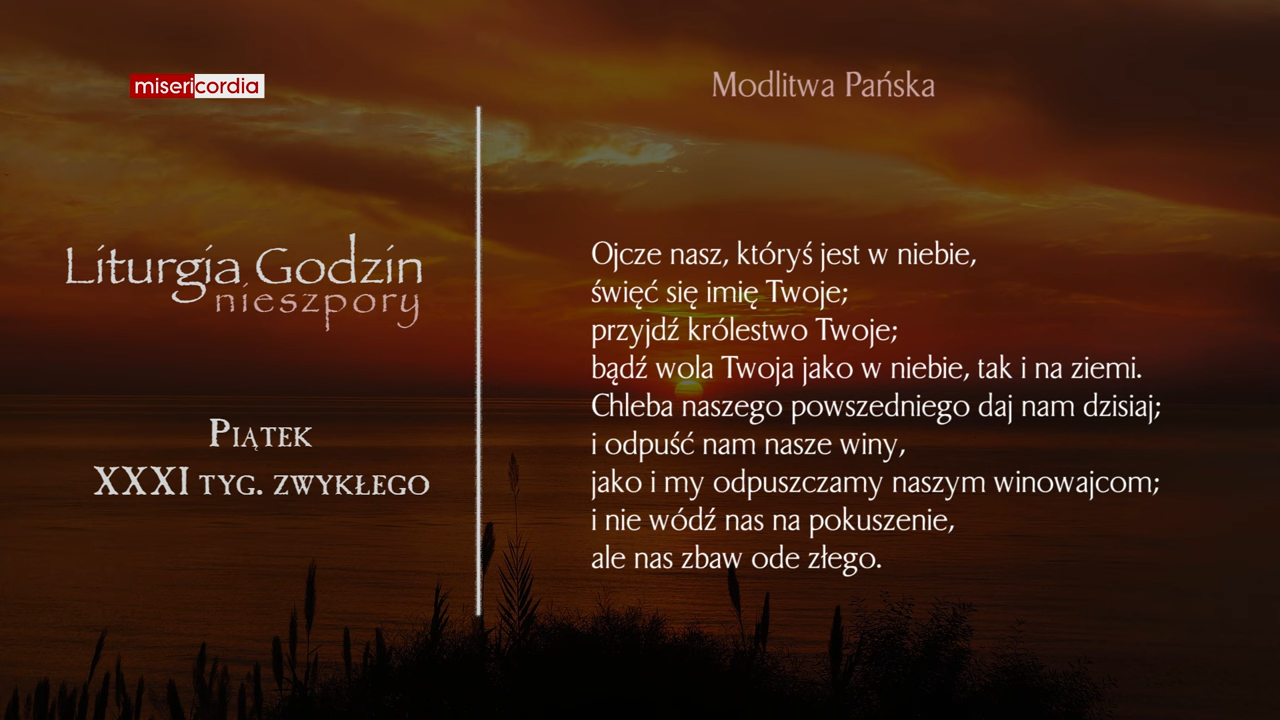 misericordia
Liturgia Godzin
nieszpory
Piątek
XXXI tyg. zwykłego
Modlitwa Pańska
Ojcze nasz, któryś jest w niebie,
święć się imię Twoje;
przyjdź królestwo Twoje;
bądź wola Twoja jako w niebie, tak i na ziemi.
Chleba naszego powszedniego daj nam dzisiaj;
i odpuść nam nasze winy,
jako i my odpuszczamy naszym winowajcom;
i nie wódź nas na pokuszenie,
ale nas zbaw ode złego.